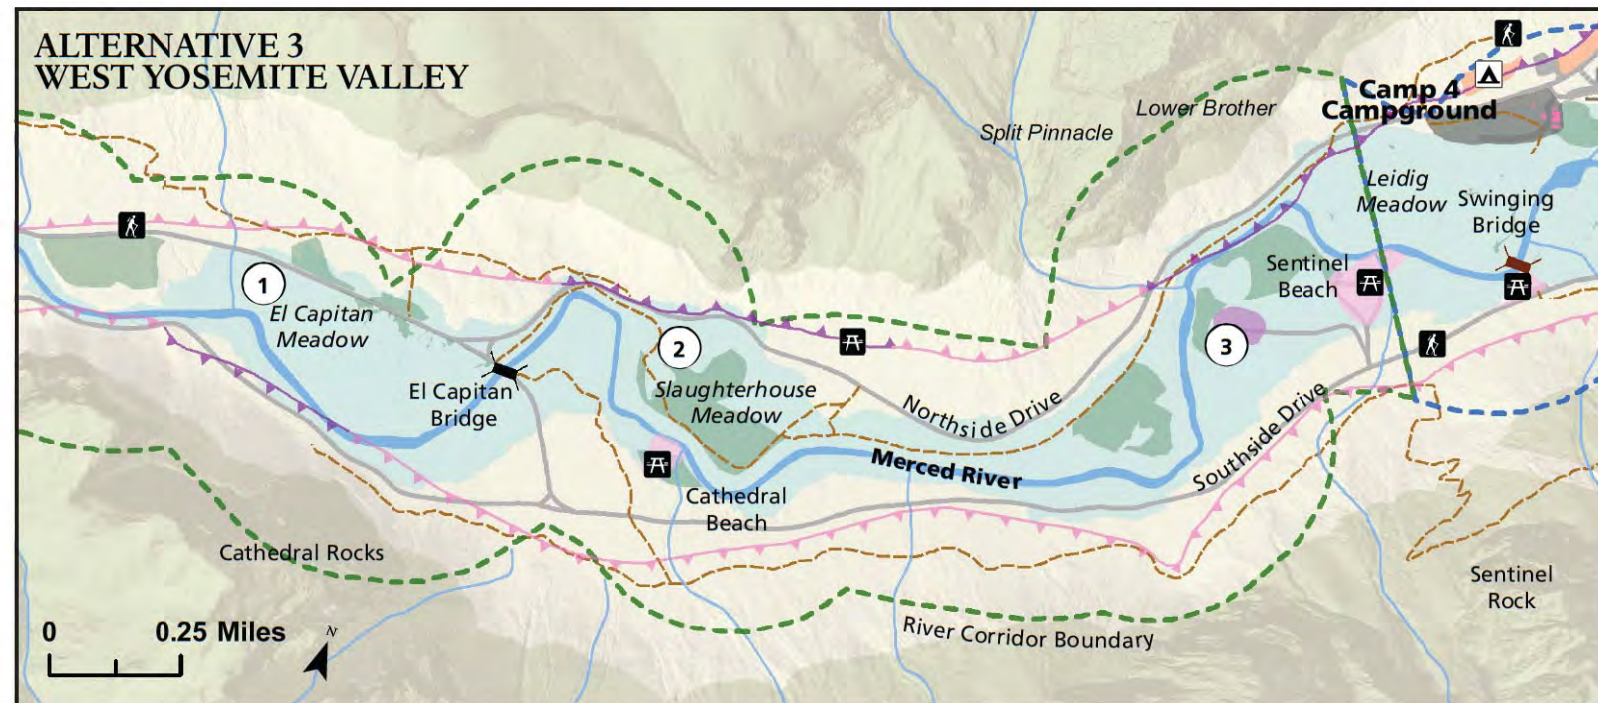 ALTERNATIVE 3
WEST YOSEMITE VALLEY
Camp 4
Campground
Lower Brother
Split Pinnacle
Leidig
Meadow
Swinging
Bridge
Sentinel
Beach
1
El Capitan
Meadow
2
3
El Capitan
Bridge
Slaughterhouse
Meadow
Northside Drive
Southside Drive
Merced River
Cathedral
Beach
Cathedral Rocks
Sentinel
Rock
River Corridor Boundary
0 0.25 Miles
N